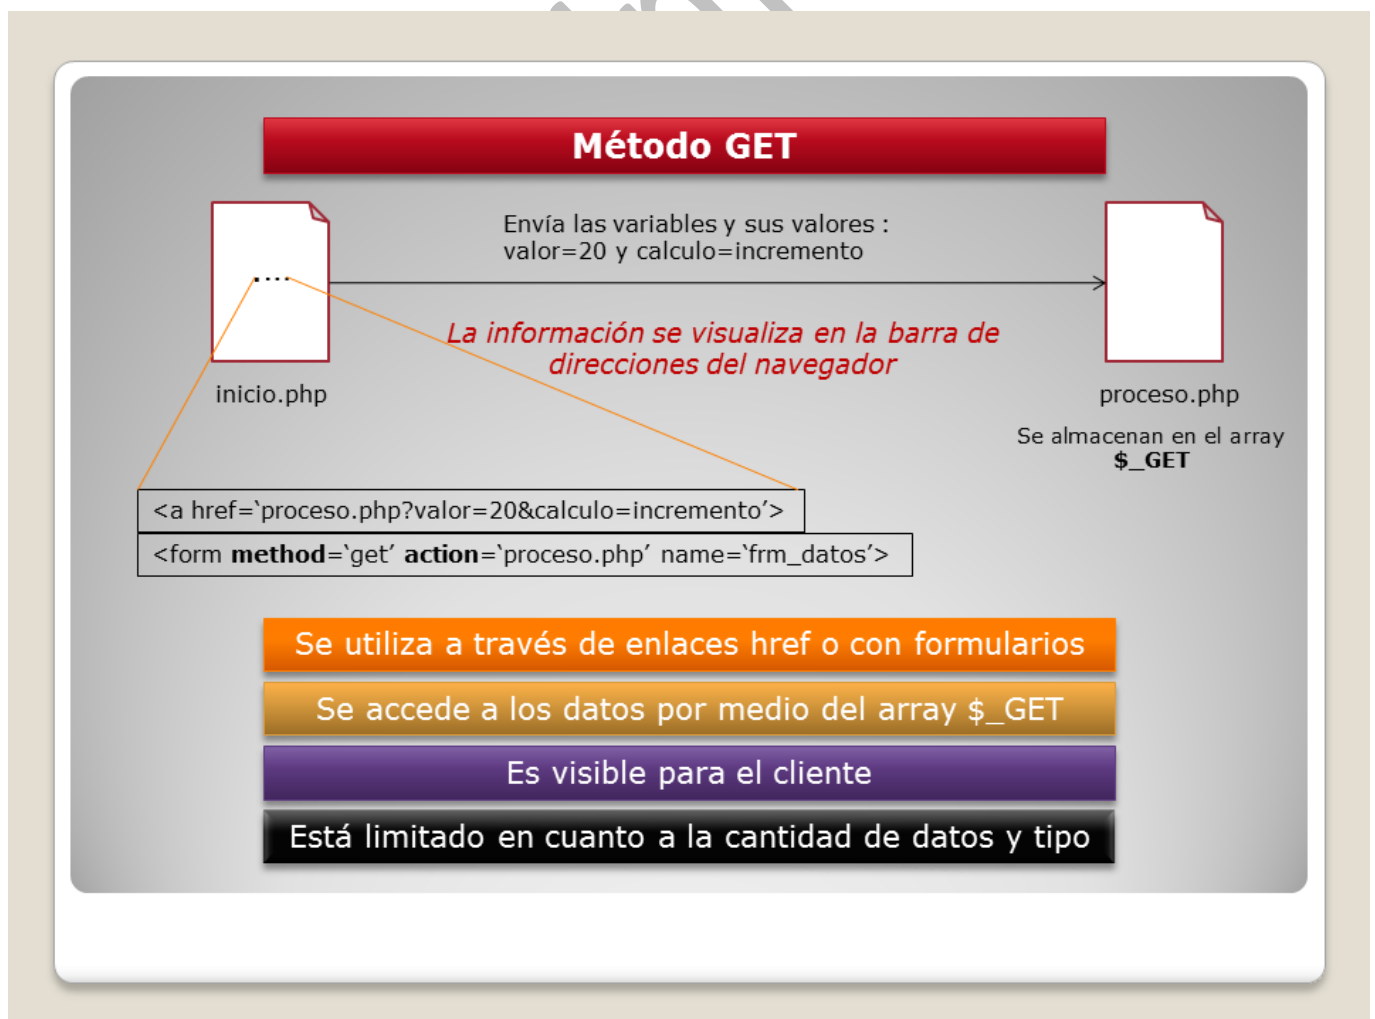 Método GET
Envía las variables y sus valores :
valor=20 y calculo=incremento
....
La información se visualiza en la barra de
direcciones del navegador
inicio.php
proceso.php
Se almacenan en el array
$_GET
<a href=‘proceso.php?valor=20&calculo=incremento’>
<form method=‘get’ action=‘proceso.php’ name=‘frm_datos’>
Se utiliza a través de enlaces href o con formularios
Se accede a los datos por medio del array $_GET
Es visible para el cliente
Está limitado en cuanto a la cantidad de datos y tipo